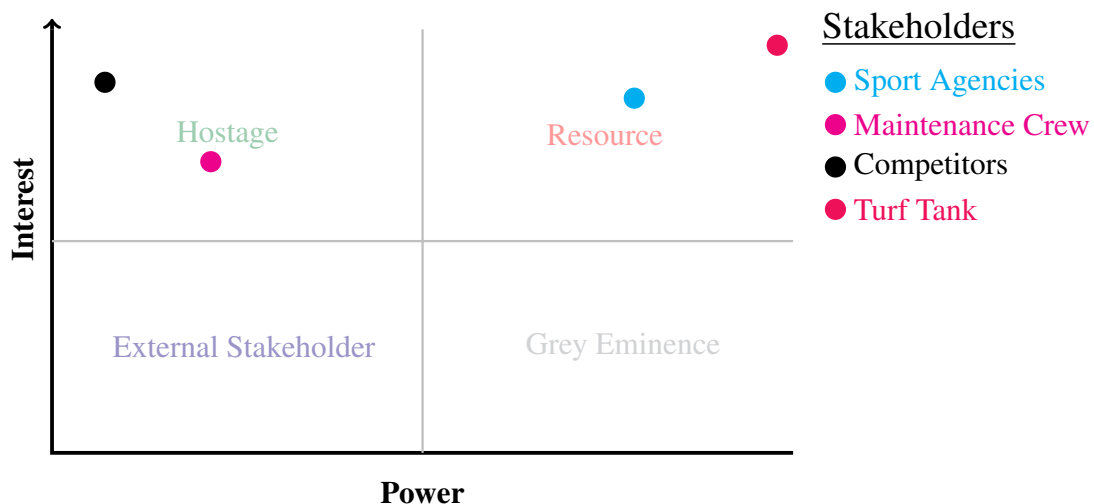 Stakeholders
Sport Agencies
Maintenance Crew
Competitors
Turf Tank
Hostage
Resource
Interest
External Stakeholder
Grey Eminence
Power